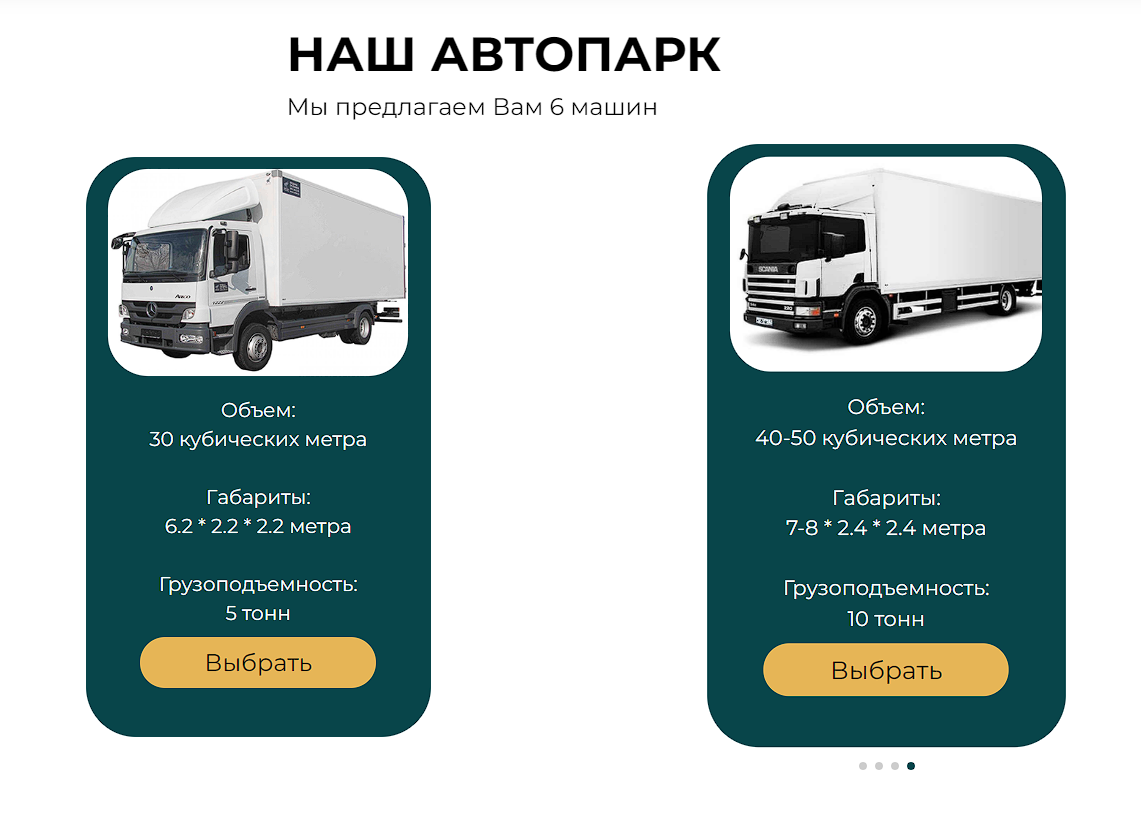 НАШ АВТОПАРК
Мы предлагаем Вам 6 машин
Объем:
30 кубических метра
Габариты:
6.2 * 2.2 * 2.2 метра
Грузоподъемность:
5 тонн
Выбрать
SCANIA
Объем:
40-50 кубических метра
Габариты:
7-8 * 2.4 * 2.4 метра
Грузоподъемность:
10 тонн
Выбрать